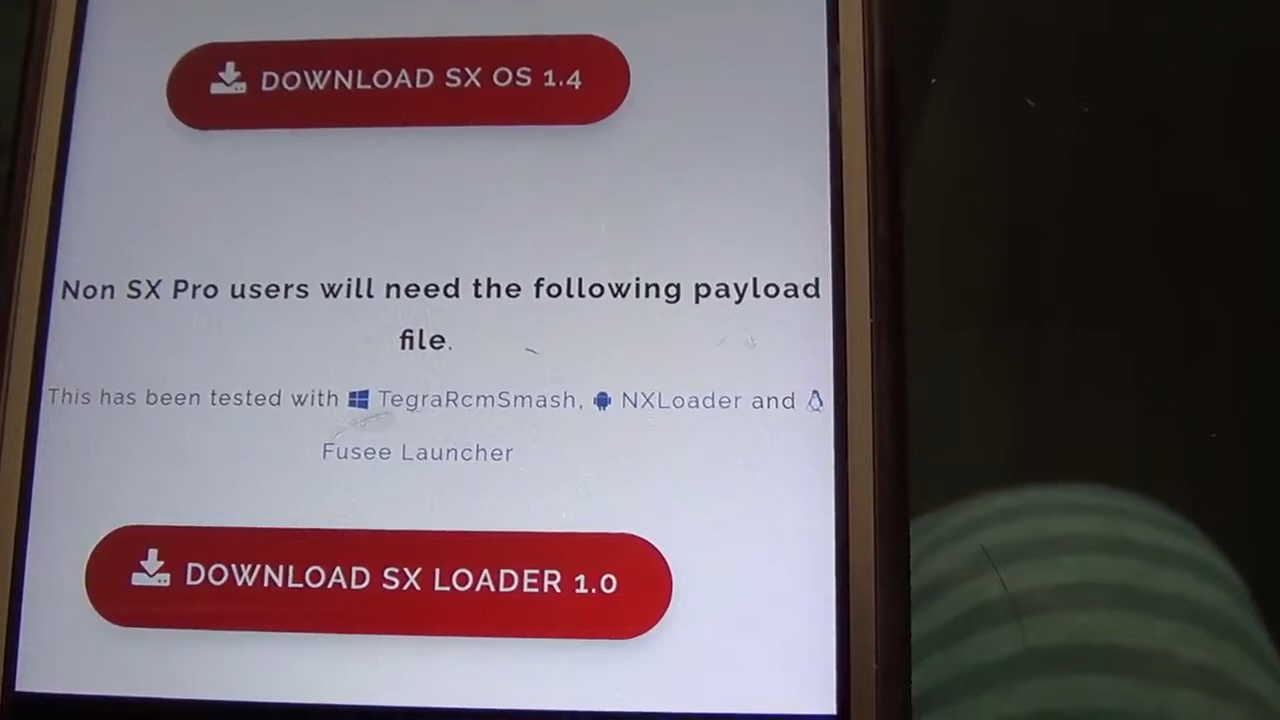 DOWNLOAD SX OS 1.4
Non SX Pro users will need the following payload
file.
This has been tested with TegraRcmSmash, NXLoader and
Fusee Launcher
DOWNLOAD SX LOADER 1.0